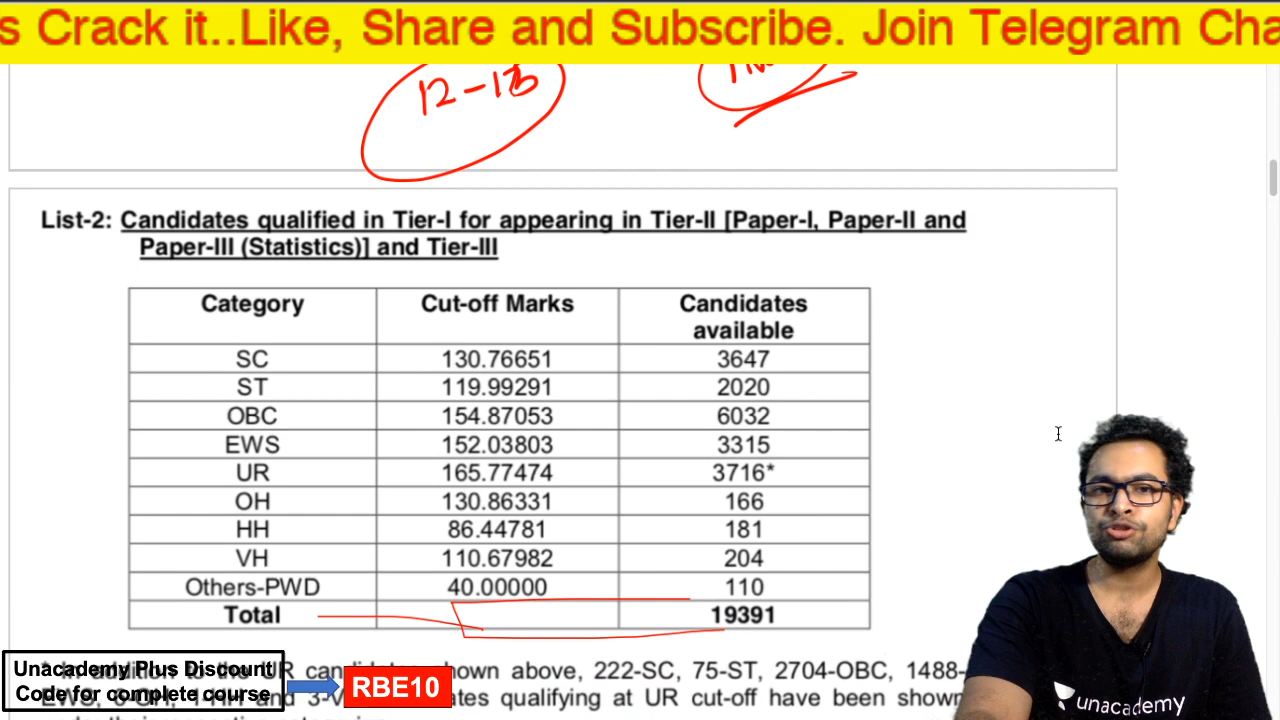 s Crack it..Like, Share and Subscribe. Join Telegram Cha
12-13
List-2: Candidates qualified in Tier-I for appearing in Tier-II [Paper-I, Paper-II and
Paper-III (Statistics)] and Tier-III
Category Cut-off Marks Candidates available
SC 130.76651 3647
ST 119.99291 2020
OBC 154.87053 6032
EWS 152.03803 3315
UR 165.77474 3716*
OH 130.86331 166
HH 86.44781 181
VH 110.67982 204
Others-PWD 40.00000 110
Total 19391
shown above, 222-SC, 75-ST, 2704-OBC, 1488-
qualifying at UR cut-off have been shown
Unacademy Plus Discount
Code for complete course
RBE10
unacademy